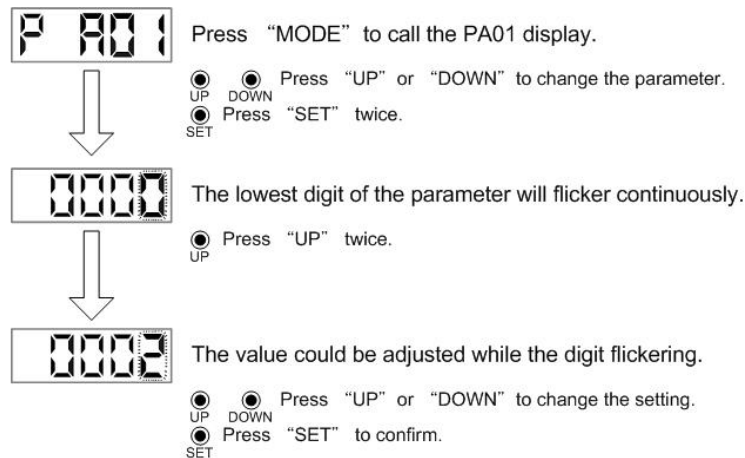 P A01
Press “MODE” to call the PA01 display.
UP DOWN Press “UP” or “DOWN” to change the parameter.
SET Press “SET” twice.
0000
The lowest digit of the parameter will flicker continuously.
UP Press “UP” twice.
0002
The value could be adjusted while the digit flickering.
UP DOWN Press “UP” or “DOWN” to change the setting.
SET Press “SET” to confirm.